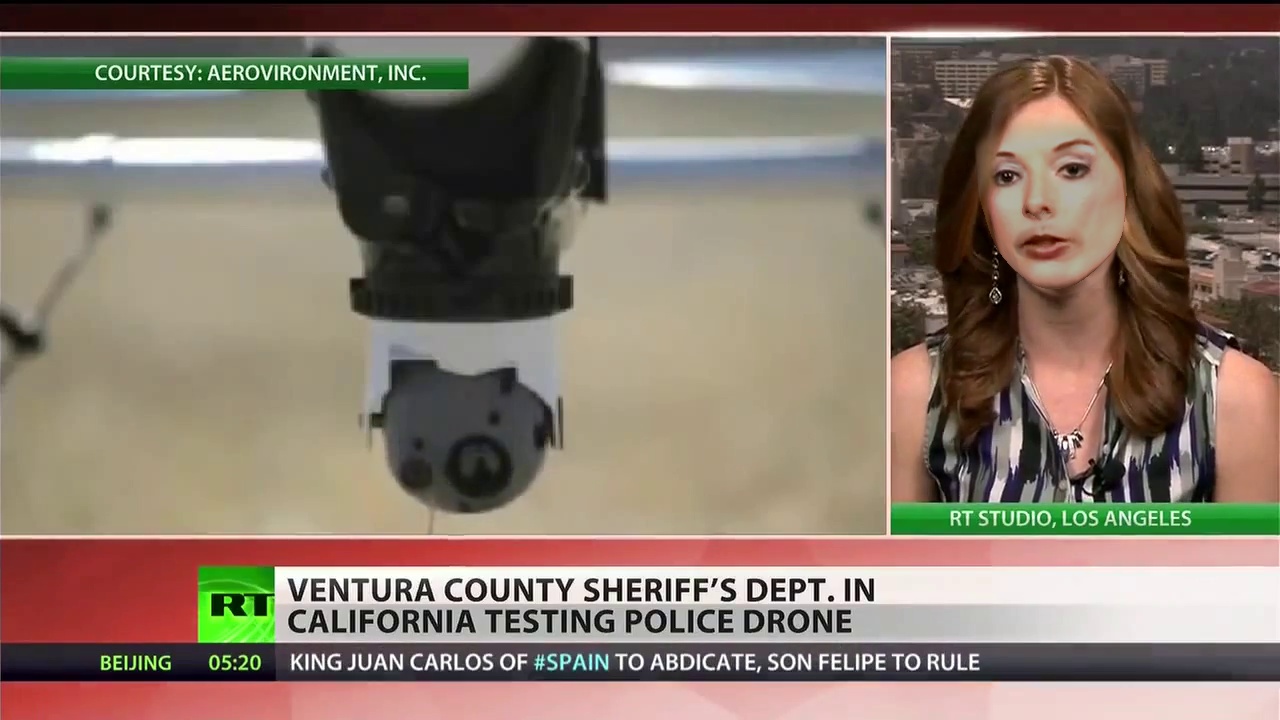 COURTESY: AEROVIRONMENT, INC.
RT STUDIO, LOS ANGELES
RT
VENTURA COUNTY SHERIFF'S DEPT. IN
CALIFORNIA TESTING POLICE DRONE
BEIJING 05:20 KING JUAN CARLOS OF #SPAIN TO ABDICATE, SON FELIPE TO RULE